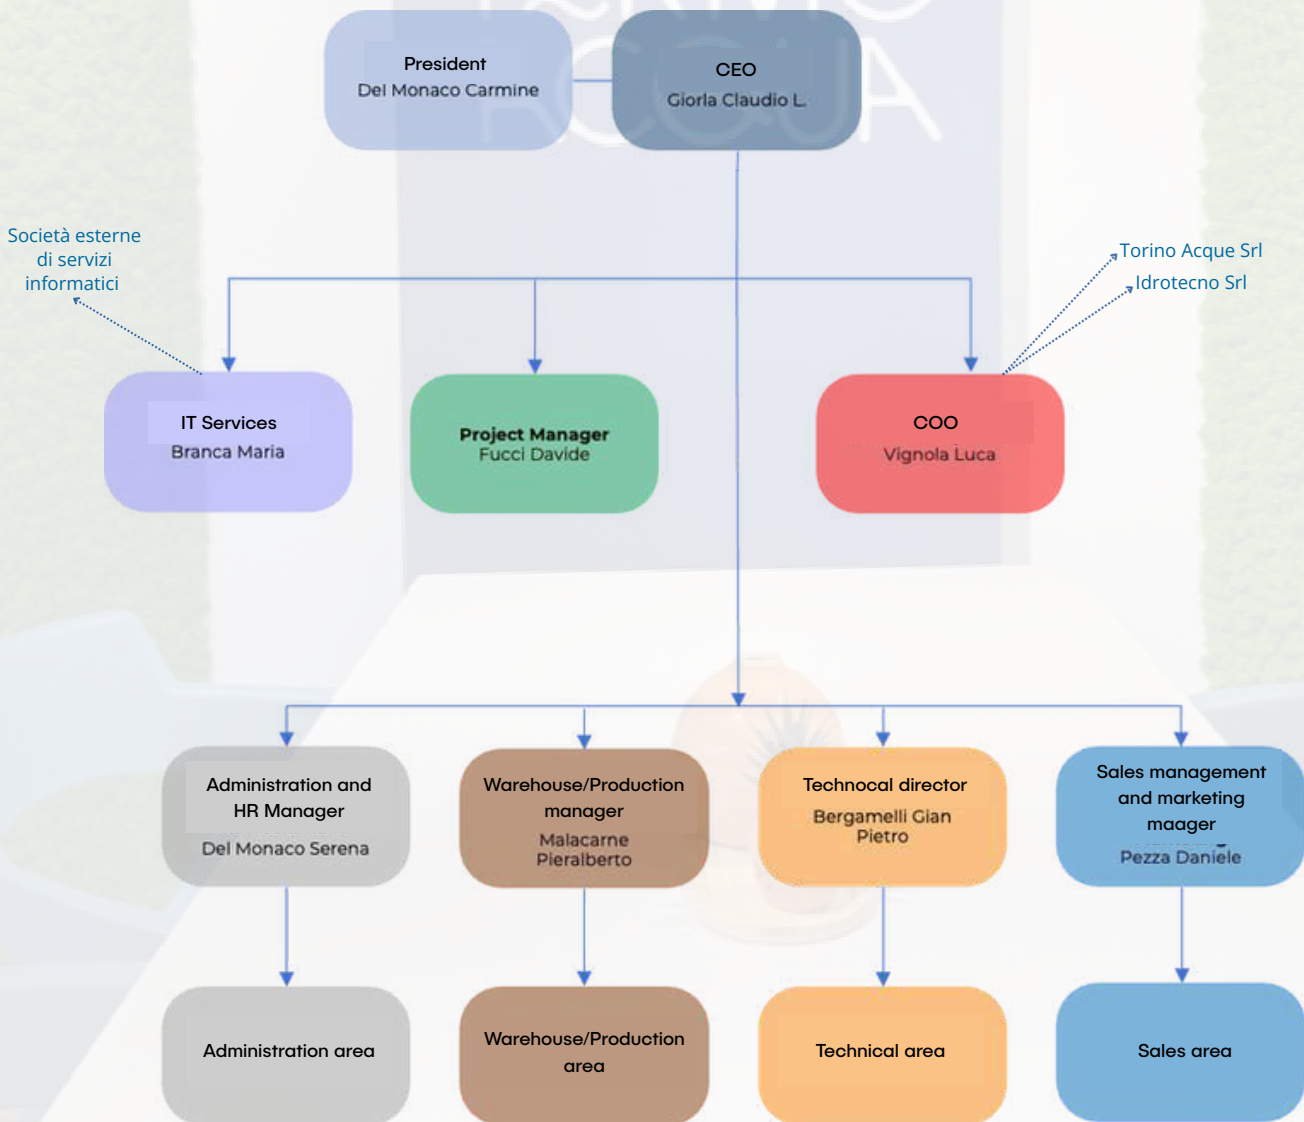 ACQUA
President
Del Monaco Carmine
CEO
Giorla Claudio L.
Società esterne
di servizi
informatici
Torino Acque Srl
Idrotecno Srl
IT Services
Branca Maria
Project Manager
Fucci Davide
COO
Vignola Luca
Administration and
HR Manager
Del Monaco Serena
Warehouse/Production
manager
Malacarne
Pieralberto
Technocal director
Bergamelli Gian
Pietro
Sales management
and marketing
maager
Pezza Daniele
Administration area
Warehouse/Production
area
Technical area
Sales area